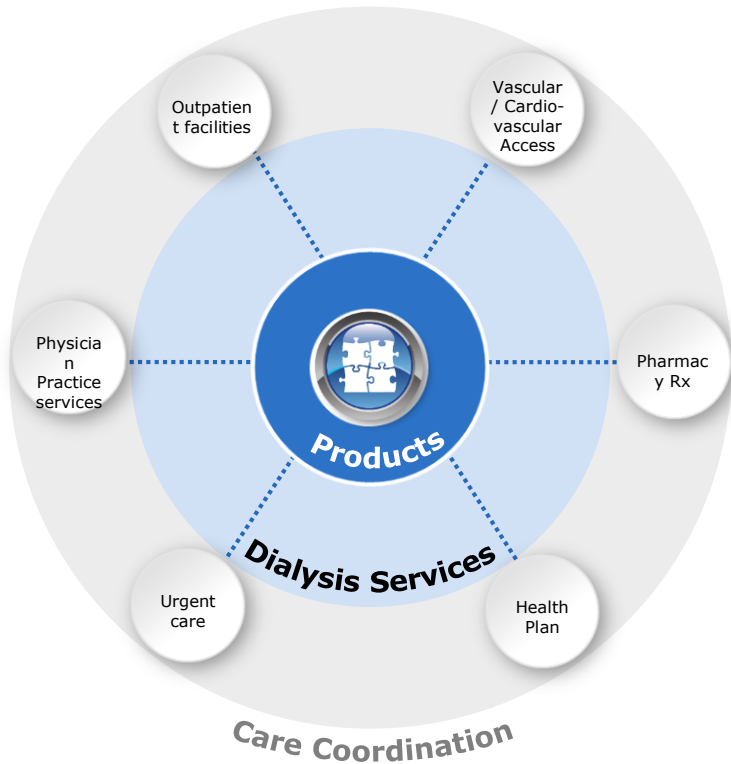 Outpatien
t facilities
Vascular
/ Cardio-
vascular
Access
Physicia
n
Practice
services
Pharmac
y Rx
Products
Dialysis Services
Urgent
care
Health
Plan
Care Coordination